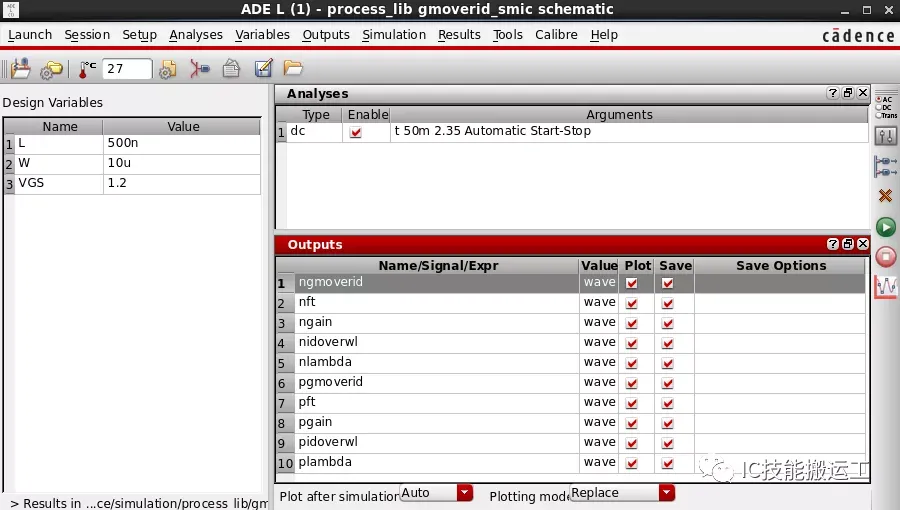 ADE L (1) - process_lib gmoverid_smic schematic
Launch Session Setup Analyses Variables Outputs Simulation Results Tools Calibre Help cādence
°C 27
Design Variables
Name Value
1 L 500n
2 W 10u
3 VGS 1.2
> Results in ...ce/simulation/process_lib/gm
Analyses
Type Enable Arguments
1 dc t 50m 2.35 Automatic Start-Stop
Outputs
Name/Signal/Expr Value Plot Save Save Options
1 ngmoverid wave
2 nft wave
3 ngain wave
4 nidoverwl wave
5 nlambda wave
6 pgmoverid wave
7 pft wave
8 pgain wave
9 pidoverwl wave
10 plambda wave
Plot after simulation Auto Plotting mode Replace
AC
DC
Trans
IC技能搬运工